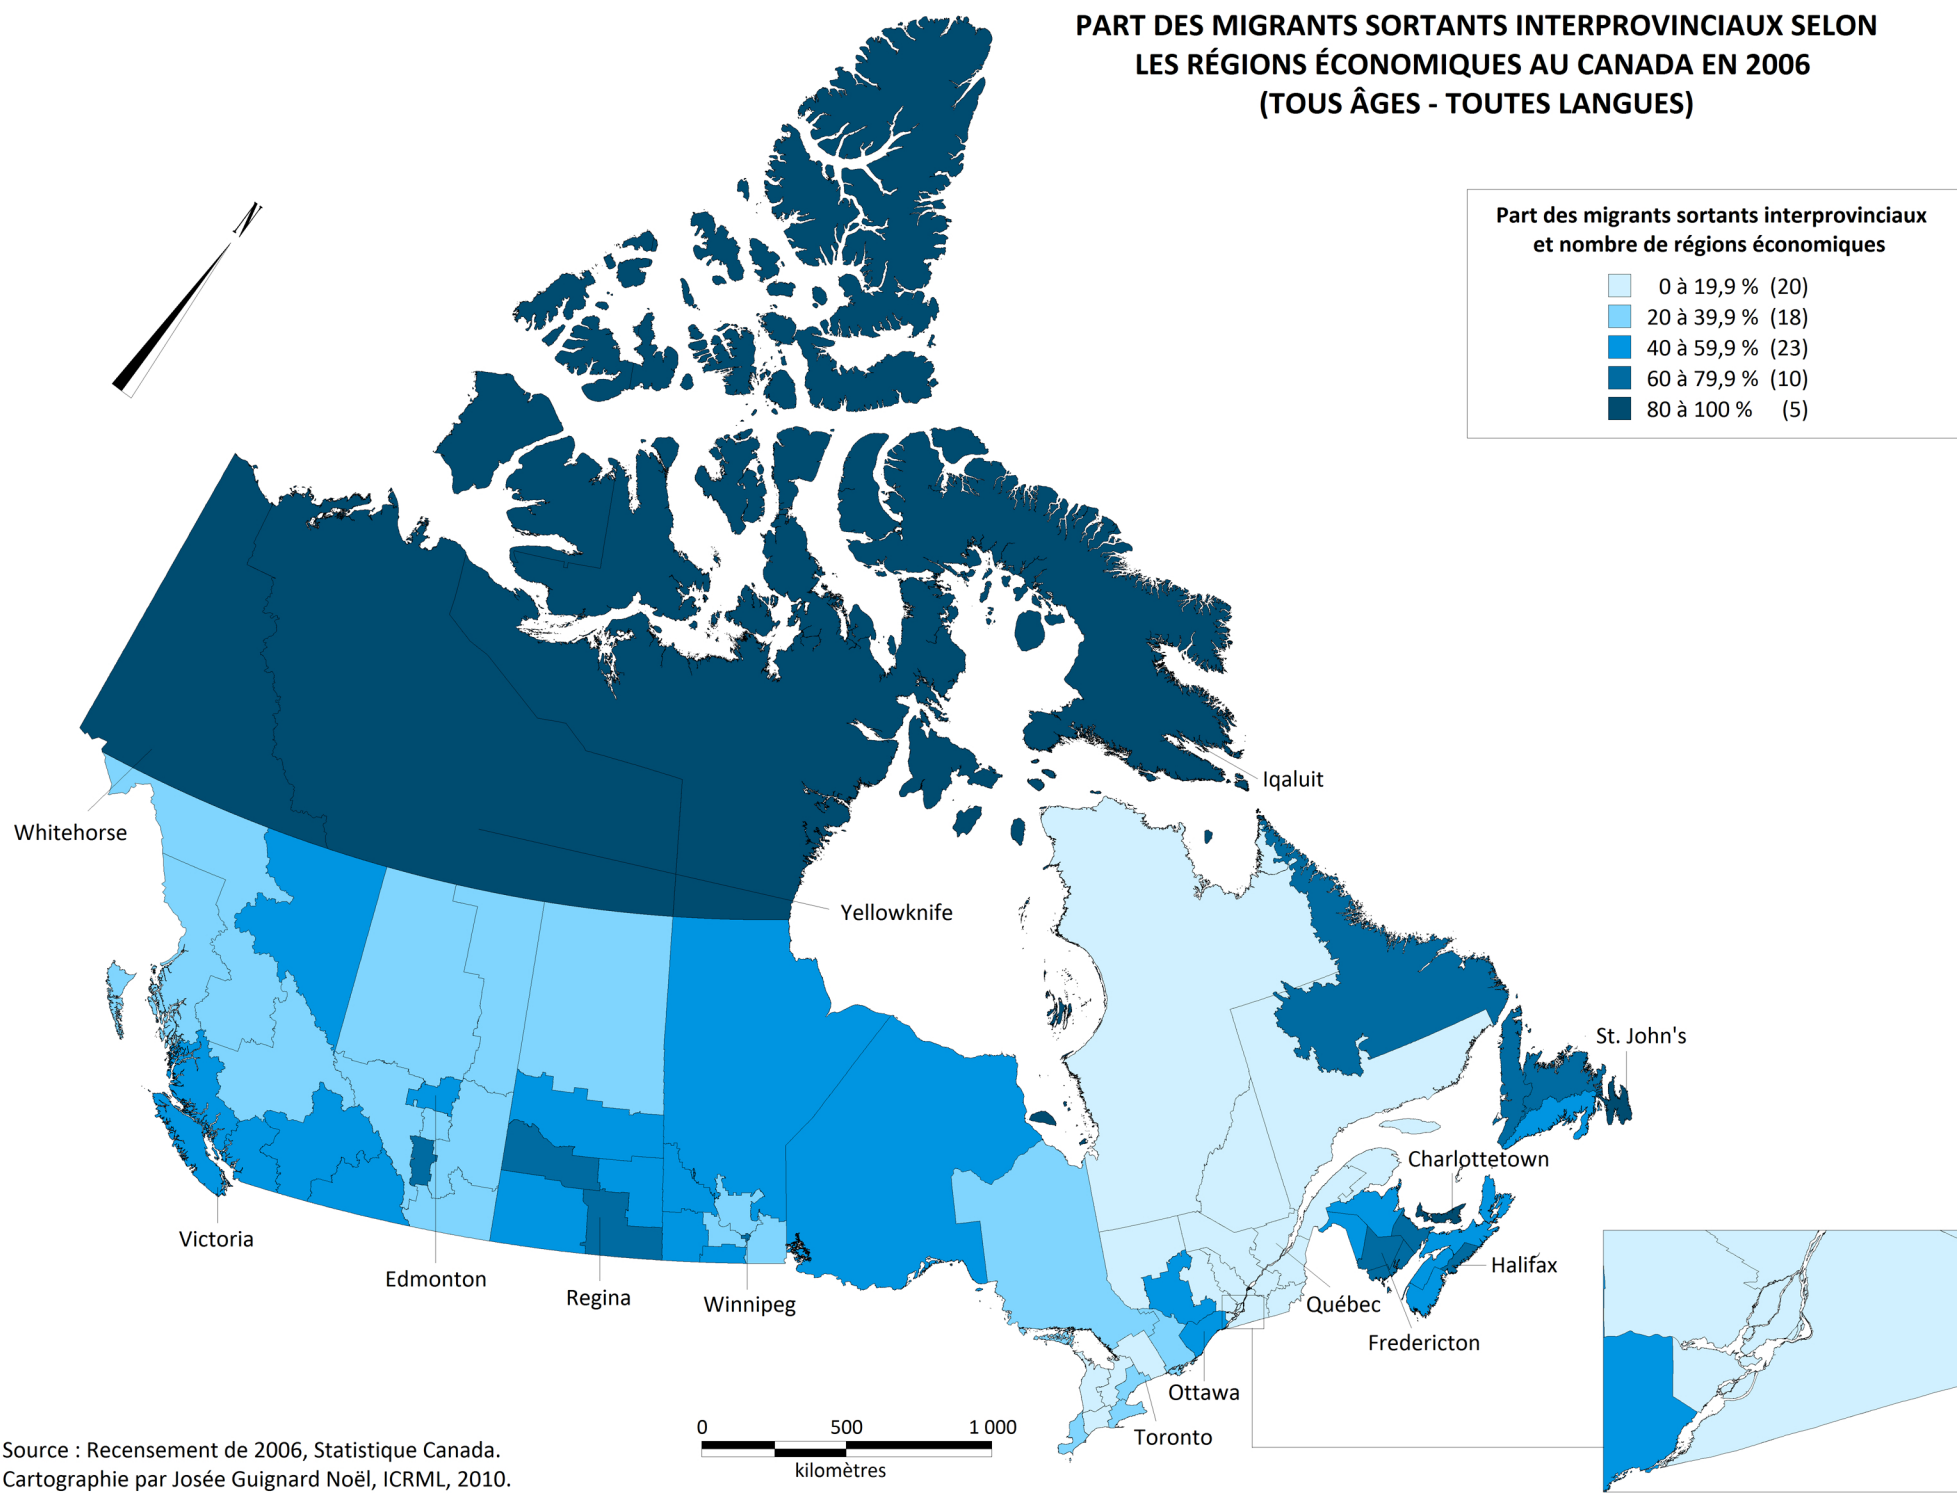 PART DES MIGRANTS SORTANTS INTERPROVINCIAUX SELON
LES RÉGIONS ÉCONOMIQUES AU CANADA EN 2006
(TOUS ÂGES - TOUTES LANGUES)
Part des migrants sortants interprovinciaux
et nombre de régions économiques
0 à 19,9 % (20)
20 à 39,9 % (18)
40 à 59,9 % (23)
60 à 79,9 % (10)
80 à 100 % (5)
N
Iqaluit
Whitehorse
Yellowknife
St. John's
Charlottetown
Victoria
Halifax
Edmonton
Regina
Winnipeg
Québec
Fredericton
Ottawa
Toronto
0 500 1 000
kilomètres
Source : Recensement de 2006, Statistique Canada.
Cartographie par Josée Guignard Noël, ICRML, 2010.